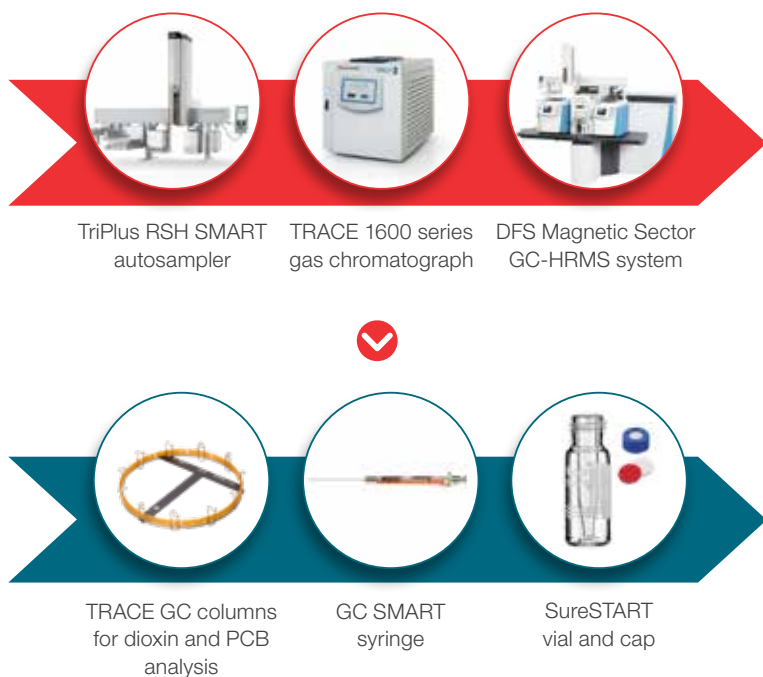 TriPlus RSH SMART
autosampler
TRACE 1600 series
gas chromatograph
DFS Magnetic Sector
GC-HRMS system
TRACE GC columns
for dioxin and PCB
analysis
GC SMART
syringe
SureSTART
vial and cap